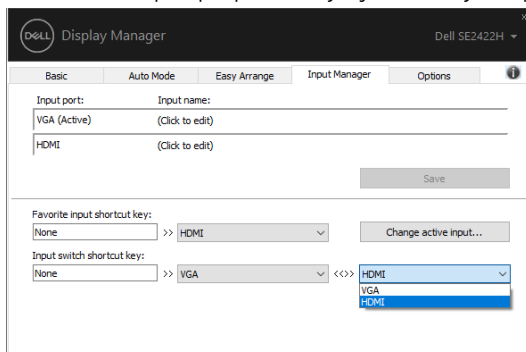 DELL Display Manager Dell SE2422H
Basic Auto Mode Easy Arrange Input Manager Options
Input port: Input name:
VGA (Active) (Click to edit)
HDMI (Click to edit)
Save
Favorite input shortcut key:
None >> HDMI Change active input...
Input switch shortcut key:
None >> VGA <<>> HDMI
VGA
HDMI